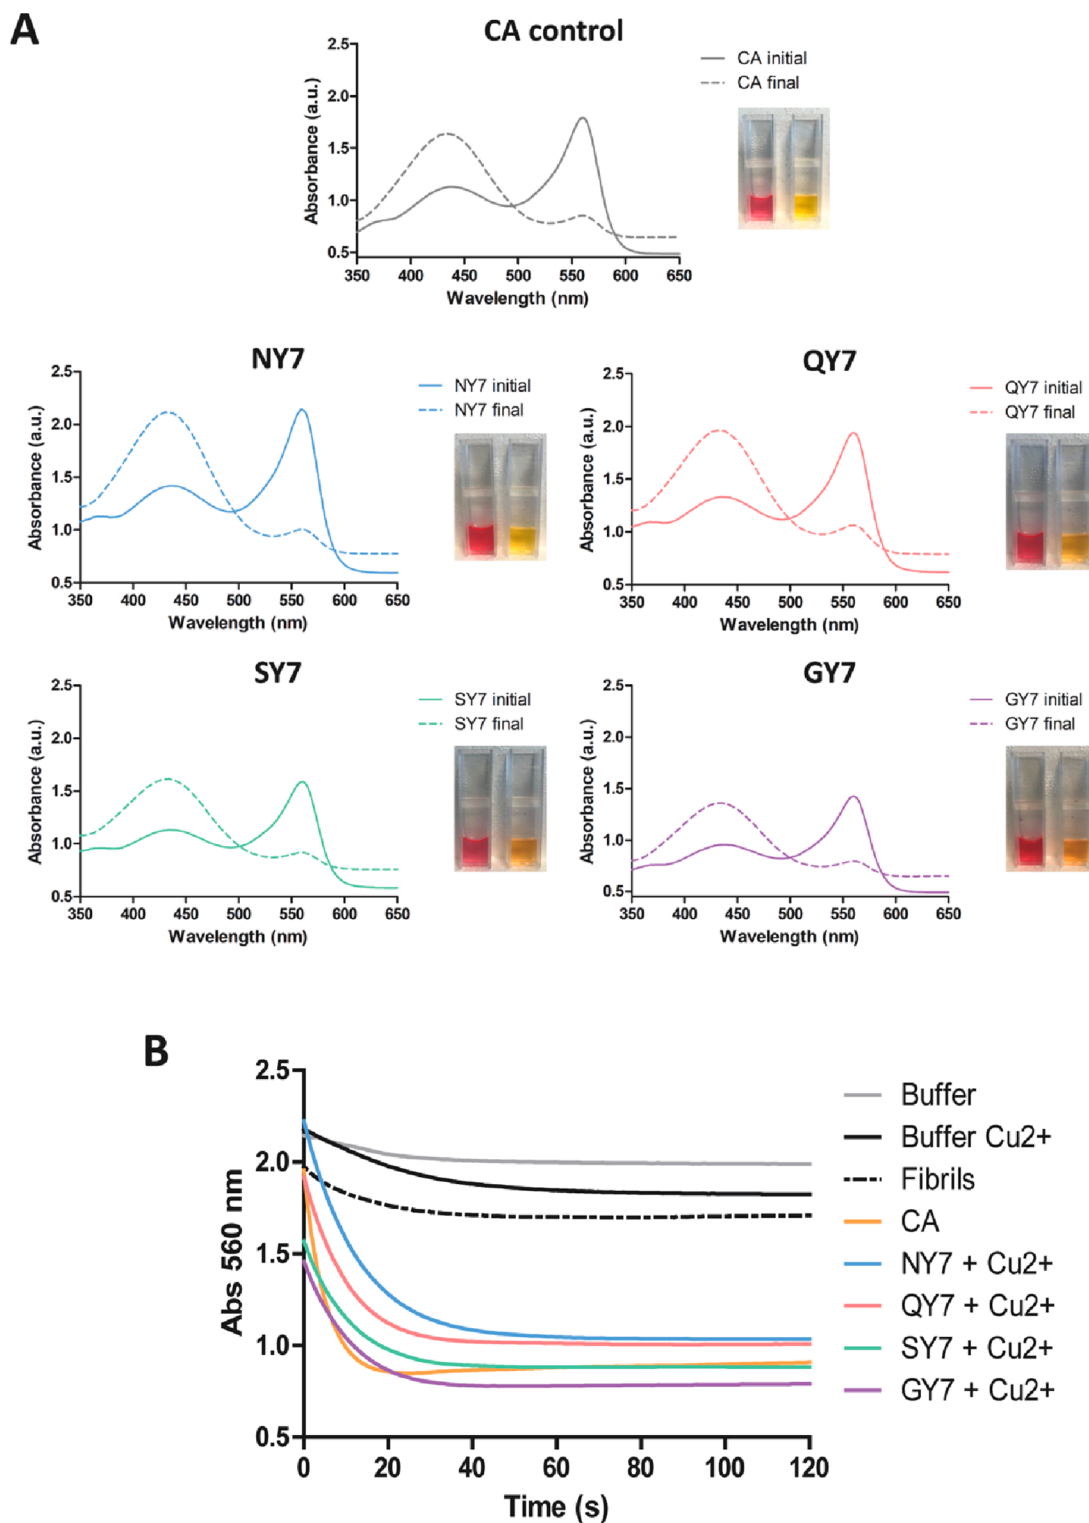 A
CA control
2.5
2.0
1.5
1.0
0.5
Absorbance (a.u.)
350 400 450 500 550 600 650
Wavelength (nm)
CA initial
CA final
NY7
2.5
2.0
1.5
1.0
0.5
Absorbance (a.u.)
350 400 450 500 550 600 650
Wavelength (nm)
NY7 initial
NY7 final
QY7
2.5
2.0
1.5
1.0
0.5
Absorbance (a.u.)
350 400 450 500 550 600 650
Wavelength (nm)
QY7 initial
QY7 final
SY7
2.5
2.0
1.5
1.0
0.5
Absorbance (a.u.)
350 400 450 500 550 600 650
Wavelength (nm)
SY7 initial
SY7 final
GY7
2.5
2.0
1.5
1.0
0.5
Absorbance (a.u.)
350 400 450 500 550 600 650
Wavelength (nm)
GY7 initial
GY7 final
B
2.5
2.0
1.5
1.0
0.5
Abs 560 nm
0 20 40 60 80 100 120
Time (s)
Buffer
Buffer Cu2+
Fibrils
CA
NY7 + Cu2+
QY7 + Cu2+
SY7 + Cu2+
GY7 + Cu2+